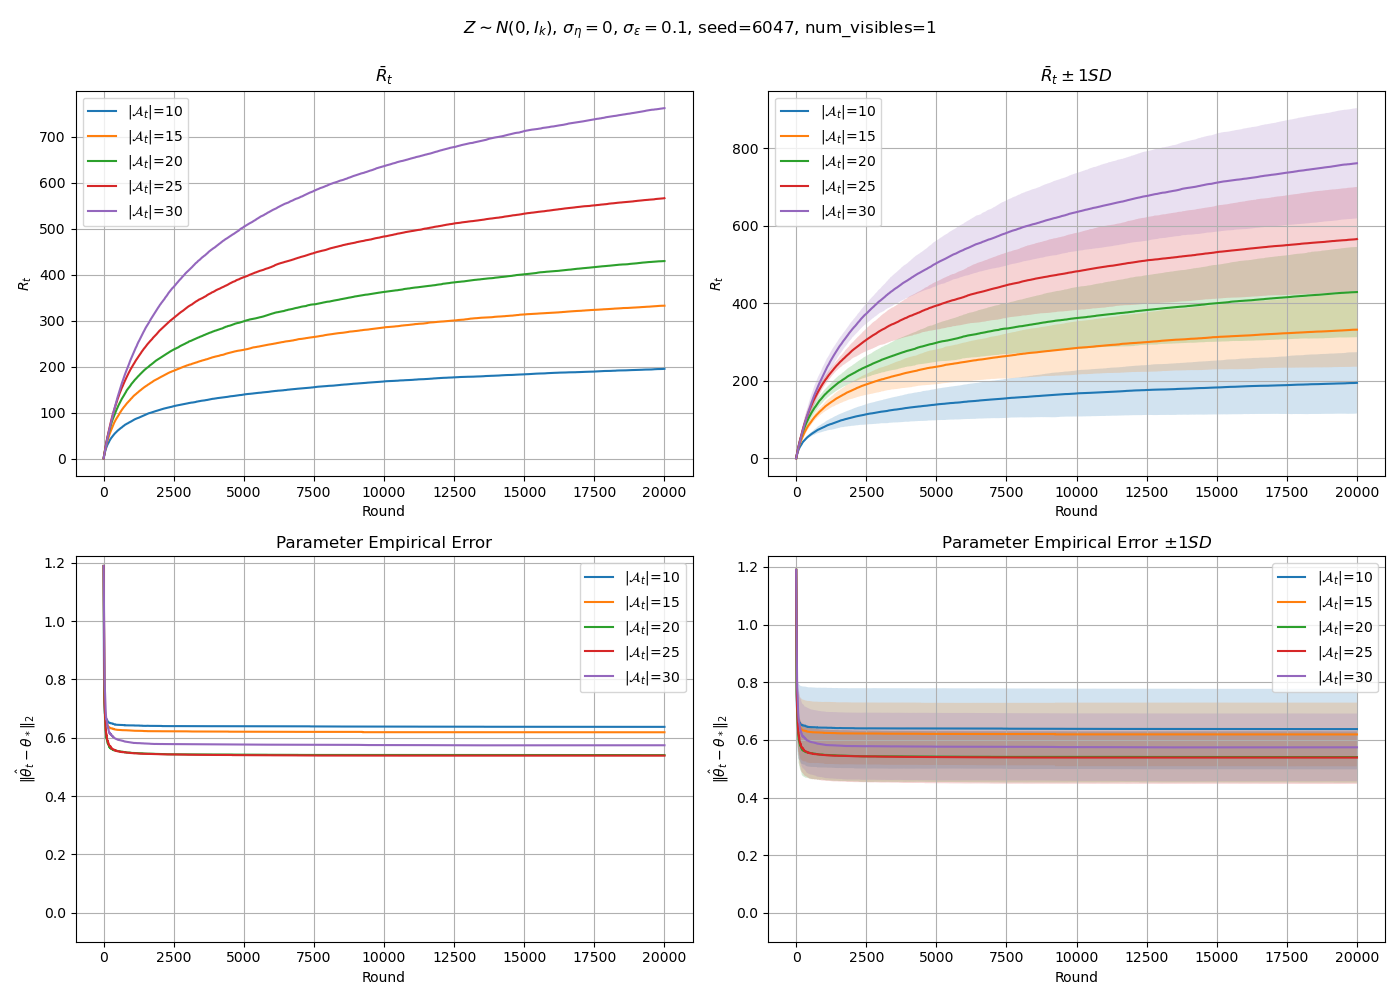 Z ∼ N(0, I_k), σ_η = 0, σ_ε = 0.1, seed=6047, num_visibles=1
R̄_t
R_t
700
600
500
400
300
200
100
0
|𝒜_t|=10
|𝒜_t|=15
|𝒜_t|=20
|𝒜_t|=25
|𝒜_t|=30
0 2500 5000 7500 10000 12500 15000 17500 20000
Round
R̄_t ± 1SD
R_t
800
600
400
200
0
|𝒜_t|=10
|𝒜_t|=15
|𝒜_t|=20
|𝒜_t|=25
|𝒜_t|=30
0 2500 5000 7500 10000 12500 15000 17500 20000
Round
Parameter Empirical Error
‖θ̂_t − θ_*‖_2
1.2
1.0
0.8
0.6
0.4
0.2
0.0
|𝒜_t|=10
|𝒜_t|=15
|𝒜_t|=20
|𝒜_t|=25
|𝒜_t|=30
0 2500 5000 7500 10000 12500 15000 17500 20000
Round
Parameter Empirical Error ±1SD
‖θ̂_t − θ_*‖_2
1.2
1.0
0.8
0.6
0.4
0.2
0.0
|𝒜_t|=10
|𝒜_t|=15
|𝒜_t|=20
|𝒜_t|=25
|𝒜_t|=30
0 2500 5000 7500 10000 12500 15000 17500 20000
Round